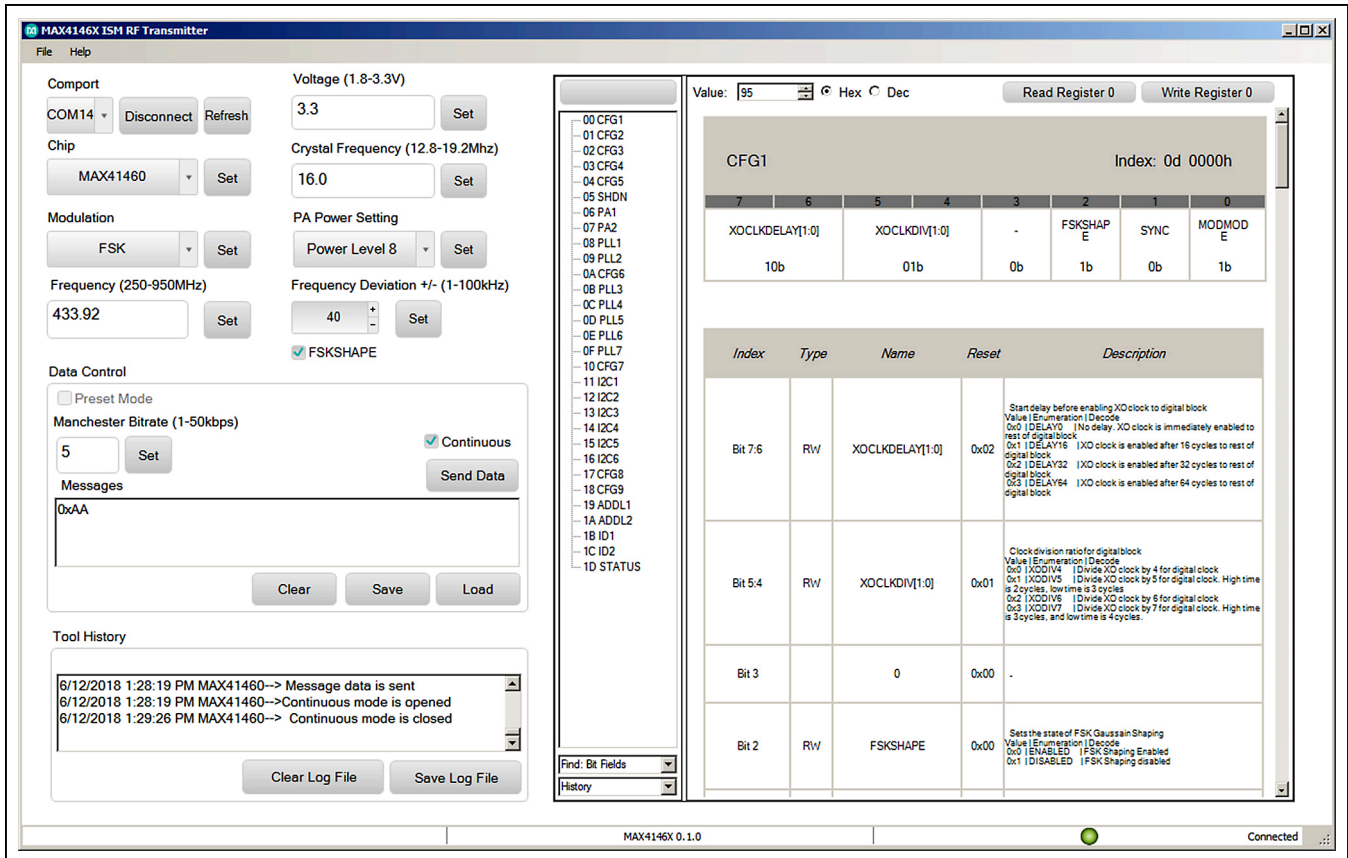 MAX4146X ISM RF Transmitter
File Help
Comport
COM14 Disconnect Refresh
Chip
MAX41460 Set
Modulation
FSK Set
Frequency (250-950MHz)
433.92 Set
Voltage (1.8-3.3V)
3.3 Set
Crystal Frequency (12.8-19.2Mhz)
16.0 Set
PA Power Setting
Power Level 8 Set
Frequency Deviation +/- (1-100kHz)
40 + - Set
FSKSHAPE
Data Control
Preset Mode
Manchester Bitrate (1-50kbps)
5 Set
Continuous
Send Data
Messages
0xAA
Clear Save Load
Tool History
6/12/2018 1:28:19 PM MAX41460--> Message data is sent
6/12/2018 1:28:19 PM MAX41460-->Continuous mode is opened
6/12/2018 1:29:26 PM MAX41460--> Continuous mode is closed
Clear Log File Save Log File
00 CFG1
01 CFG2
02 CFG3
03 CFG4
04 CFG5
05 SHDN
06 PA1
07 PA2
08 PLL1
09 PLL2
0A CFG6
0B PLL3
0C PLL4
0D PLL5
0E PLL6
0F PLL7
10 CFG7
11 I2C1
12 I2C2
13 I2C3
14 I2C4
15 I2C5
16 I2C6
17 CFG8
18 CFG9
19 ADDL1
1A ADDL2
1B ID1
1C ID2
1D STATUS
Find: Bit Fields
History
Value: 95 Hex Dec Read Register 0 Write Register 0
CFG1 Index: 0d 0000h
7 6 5 4 3 2 1 0
XOCLKDELAY[1:0] XOCLKDIV[1:0] - FSKSHAP
E SYNC MODMOD
E
10b 01b 0b 1b 0b 1b
Index Type Name Reset Description
Bit 7:6 RW XOCLKDELAY[1:0] 0x02
Start delay before enabling XO clock to digital block
Value | Enumeration | Decode
0x0 | DELAY0 | No delay. XO clock is immediately enabled to
rest of digital block
0x1 | DELAY16 | XO clock is enabled after 16 cycles to rest of
digital block
0x2 | DELAY32 | XO clock is enabled after 32 cycles to rest of
digital block
0x3 | DELAY64 | XO clock is enabled after 64 cycles to rest of
digital block
Bit 5:4 RW XOCLKDIV[1:0] 0x01
Clock division ratio for digital block
Value | Enumeration | Decode
0x0 | XODIV4 | Divide XO clock by 4 for digital clock
0x1 | XODIV5 | Divide XO clock by 5 for digital clock. High time
is 2 cycles, low time is 3 cycles
0x2 | XODIV6 | Divide XO clock by 6 for digital clock
0x3 | XODIV7 | Divide XO clock by 7 for digital clock. High time
is 3 cycles, and low time is 4 cycles.
Bit 3 0 0x00 -
Bit 2 RW FSKSHAPE 0x00
Sets the state of FSK Gaussain Shaping
Value | Enumeration | Decode
0x0 | ENABLED | FSK Shaping Enabled
0x1 | DISABLED | FSK Shaping disabled
MAX4146X 0.1.0 Connected